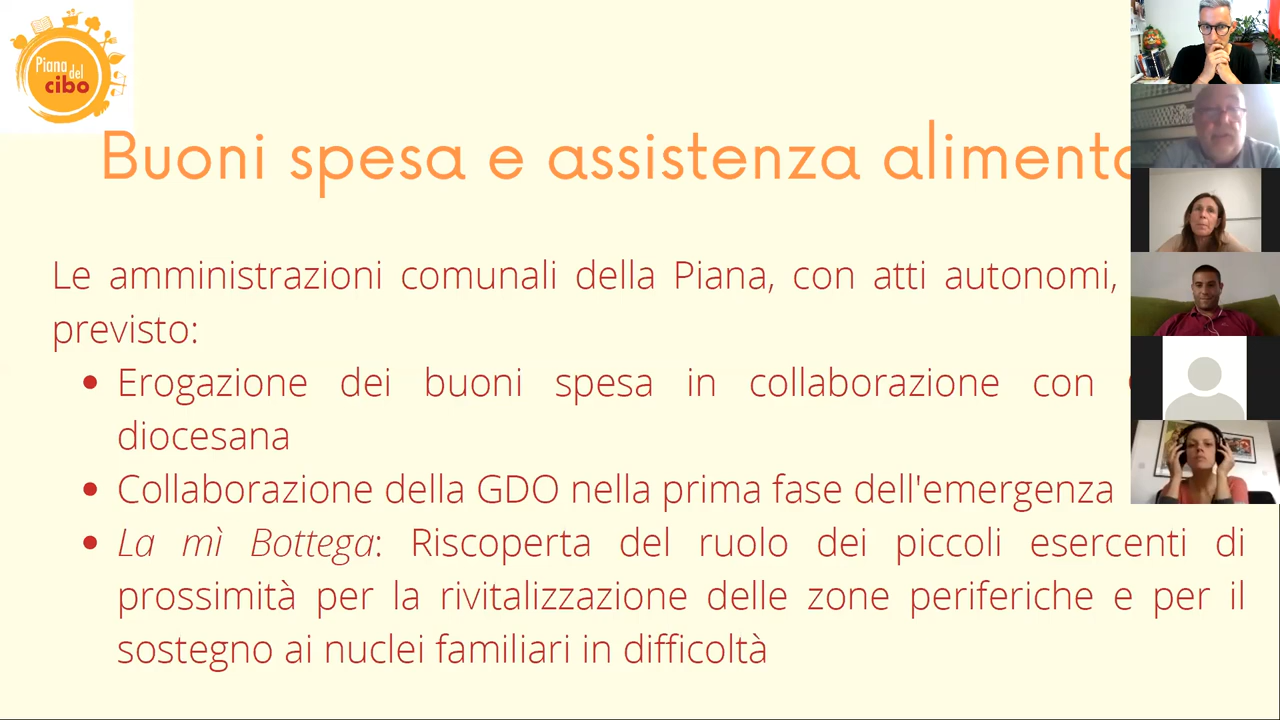 Piana del
cibo
Buoni spesa e assistenza
Le amministrazioni comunali della Piana, con atti autonomi,
previsto:
Erogazione dei buoni spesa in collaborazione con
diocesana
Collaborazione della GDO nella prima fase dell'emergenza
La mì Bottega: Riscoperta del ruolo dei piccoli esercenti di
prossimità per la rivitalizzazione delle zone periferiche e per il
sostegno ai nuclei familiari in difficoltà